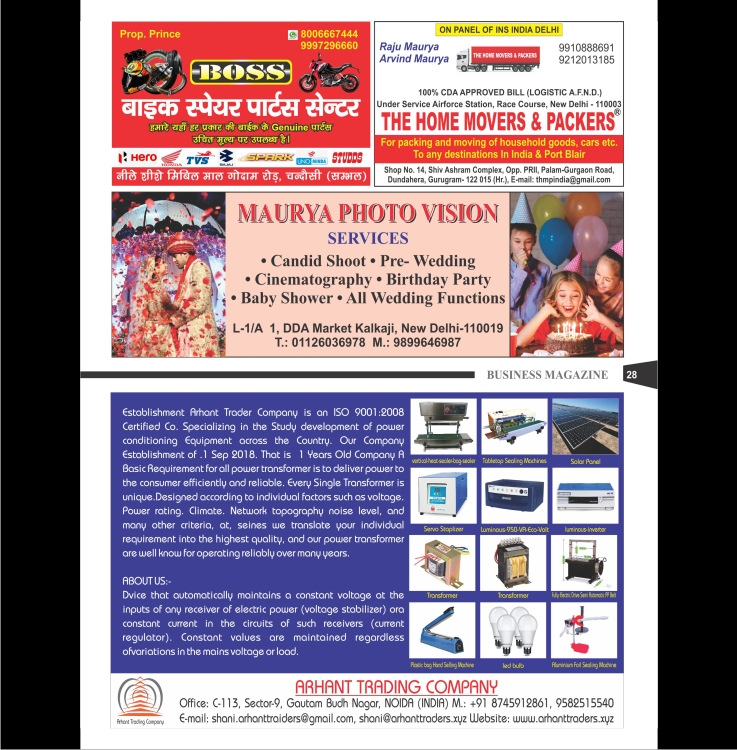 Prop. Prince
8006667444
9997296660
BOSS
बाइक स्पेयर पार्टस सेन्टर
हमारे यहाँ हर प्रकार की बाईक के Genuine पार्टस
उचित मूल्य पर उपलब्ध है।
Hero HONDA TVS BAJAJ SPARK UNO MINDA STUDDS
नीले शीशे मिबिल माल गोदाम रोड़, चन्दौसी (सम्भल)
ON PANEL OF INS INDIA DELHI
Raju Maurya
Arvind Maurya
THE HOME MOVERS & PACKERS
9910888691
9212013185
100% CDA APPROVED BILL (LOGISTIC A.F.N.D.)
Under Service Airforce Station, Race Course, New Delhi - 110003
THE HOME MOVERS & PACKERS®
For packing and moving of household goods, cars etc.
To any destinations In India & Port Blair
Shop No. 14, Shiv Ashram Complex, Opp. PRII, Palam-Gurgaon Road,
Dundahera, Gurugram- 122 015 (Hr.), E-mail: thmpindia@gmail.com
MAURYA PHOTO VISION
SERVICES
• Candid Shoot • Pre- Wedding
• Cinematography • Birthday Party
• Baby Shower • All Wedding Functions
L-1/A 1, DDA Market Kalkaji, New Delhi-110019
T.: 01126036978 M.: 9899646987
BUSINESS MAGAZINE 28
Establishment Arhant Trader Company is an ISO 9001:2008
Certified Co. Specializing in the Study development of power
conditioning Equipment across the Country. Our Company
Establishment of .1 Sep 2018. That is 1 Years Old Company A
Basic Requirement for all power transformer is to deliver power to
the consumer efficiently and reliable. Every Single Transformer is
unique.Designed according to individual factors such as voltage.
Power rating. Climate. Network topography noise level, and
many other criteria, at, seines we translate your individual
requirement into the highest quality, and our power transformer
are well know for operating reliably over many years.
ABOUT US:-
Dvice that automatically maintains a constant voltage at the
inputs of any receiver of electric power (voltage stabilizer) ora
constant current in the circuits of such receivers (current
regulator). Constant values are maintained regardless
ofvariations in the mains voltage or load.
vertical-heat-sealer-bag-sealer
Tabletop Sealing Machines
Solar Panel
Servo Staplizer
Luminous-950-VA-Eco-Volt
luminous-inverter
Transformer
Transformer
Fully Electric Drive Semi Automatic PP Belt
Plastic bag Hand Selling Machine
led bulb
Alluminium Foil Sealing Machine
Arhant Trading Company
ARHANT TRADING COMPANY
Office: C-113, Sector-9, Gautam Budh Nagar, NOIDA (INDIA) M.: +91 8745912861, 9582515540
E-mail: shani.arhanttraiders@gmail.com, shani@arhanttraders.xyz Website: www.arhanttraders.xyz